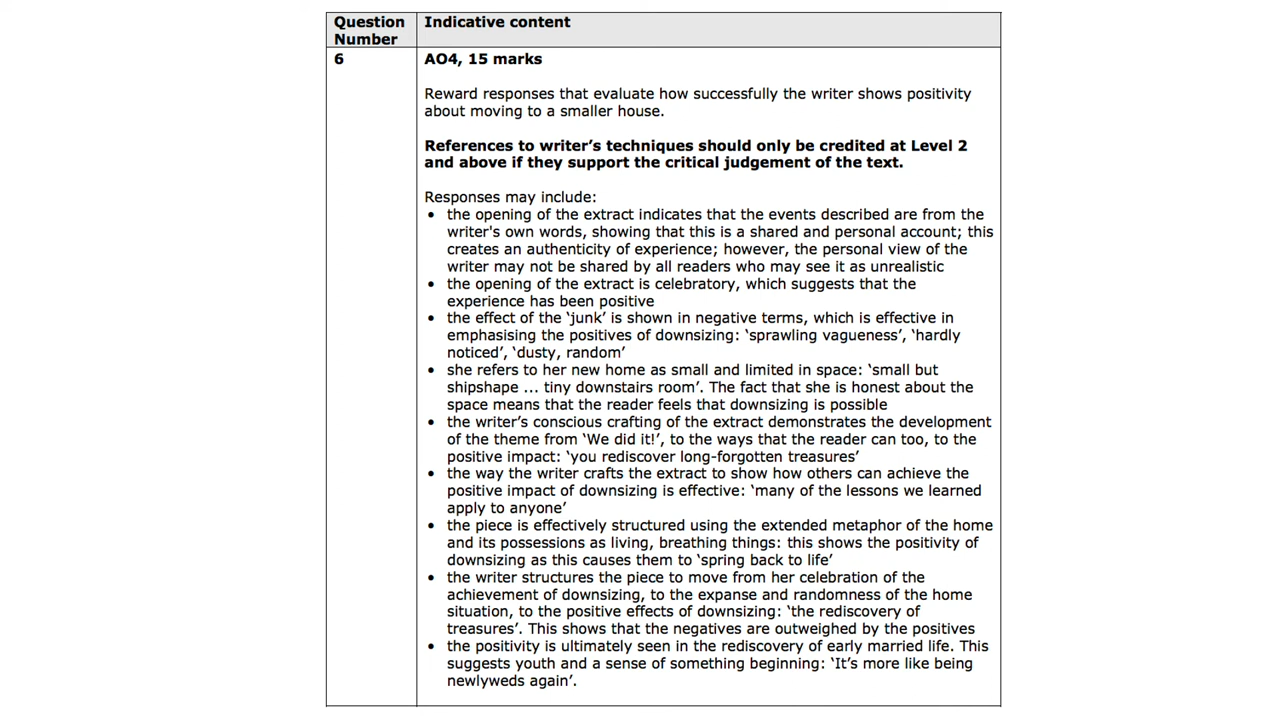 Question Number
Indicative content
6
AO4, 15 marks
Reward responses that evaluate how successfully the writer shows positivity
about moving to a smaller house.
References to writer’s techniques should only be credited at Level 2
and above if they support the critical judgement of the text.
Responses may include:
• the opening of the extract indicates that the events described are from the
writer's own words, showing that this is a shared and personal account; this
creates an authenticity of experience; however, the personal view of the
writer may not be shared by all readers who may see it as unrealistic
• the opening of the extract is celebratory, which suggests that the
experience has been positive
• the effect of the ‘junk’ is shown in negative terms, which is effective in
emphasising the positives of downsizing: ‘sprawling vagueness’, ‘hardly
noticed’, ‘dusty, random’
• she refers to her new home as small and limited in space: ‘small but
shipshape ... tiny downstairs room’. The fact that she is honest about the
space means that the reader feels that downsizing is possible
• the writer’s conscious crafting of the extract demonstrates the development
of the theme from ‘We did it!’, to the ways that the reader can too, to the
positive impact: ‘you rediscover long-forgotten treasures’
• the way the writer crafts the extract to show how others can achieve the
positive impact of downsizing is effective: ‘many of the lessons we learned
apply to anyone’
• the piece is effectively structured using the extended metaphor of the home
and its possessions as living, breathing things: this shows the positivity of
downsizing as this causes them to ‘spring back to life’
• the writer structures the piece to move from her celebration of the
achievement of downsizing, to the expanse and randomness of the home
situation, to the positive effects of downsizing: ‘the rediscovery of
treasures’. This shows that the negatives are outweighed by the positives
• the positivity is ultimately seen in the rediscovery of early married life. This
suggests youth and a sense of something beginning: ‘It’s more like being
newlyweds again’.